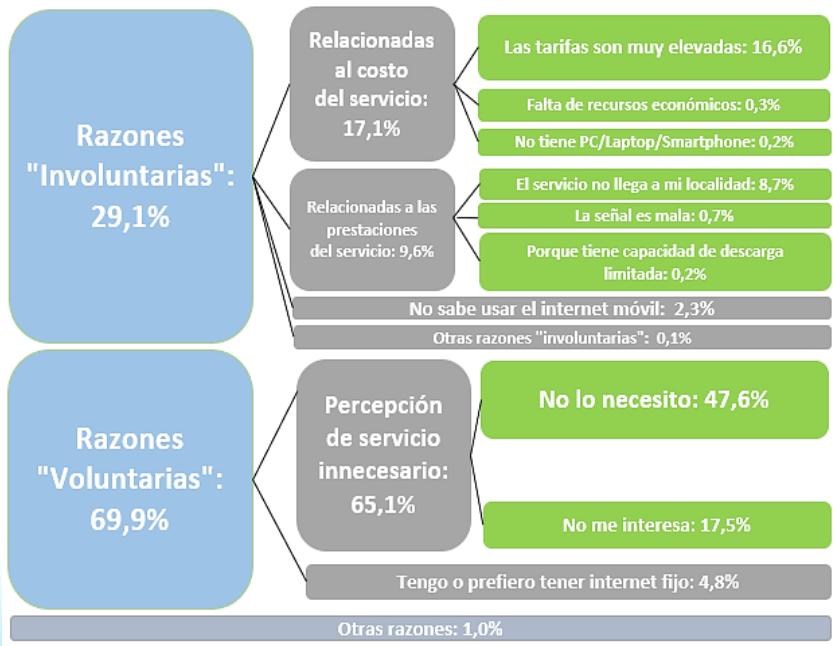 Razones
"Involuntarias":
29,1%
Relacionadas
al costo
del servicio:
17,1%
Las tarifas son muy elevadas: 16,6%
Falta de recursos económicos: 0,3%
No tiene PC/Laptop/Smartphone: 0,2%
Relacionadas a las
prestaciones
del servicio: 9,6%
El servicio no llega a mi localidad: 8,7%
La señal es mala: 0,7%
Porque tiene capacidad de descarga
limitada: 0,2%
No sabe usar el internet móvil: 2,3%
Otras razones "involuntarias": 0,1%
Razones
"Voluntarias":
69,9%
Percepción
de servicio
innecesario:
65,1%
No lo necesito: 47,6%
No me interesa: 17,5%
Tengo o prefiero tener internet fijo: 4,8%
Otras razones: 1,0%